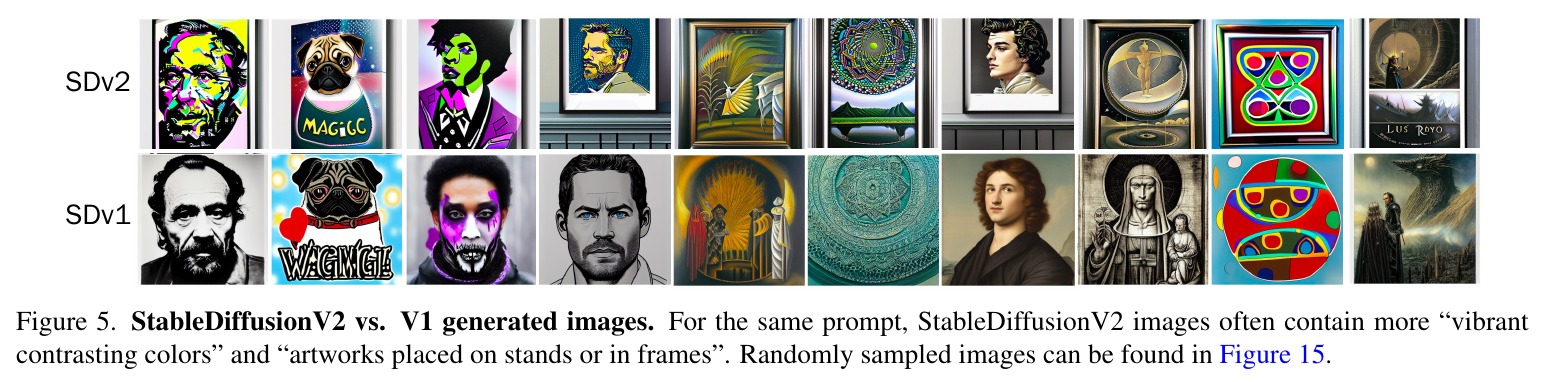 SDv2
MAGiGC
LUS ROYO
SDv1
WAGMGI
Figure 5. StableDiffusionV2 vs. V1 generated images. For the same prompt, StableDiffusionV2 images often contain more “vibrant
contrasting colors” and “artworks placed on stands or in frames”. Randomly sampled images can be found in Figure 15.